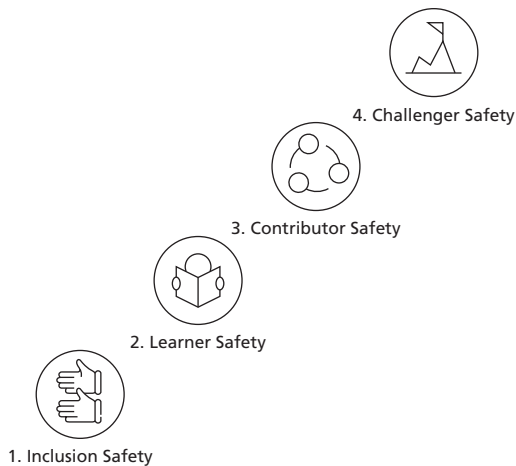 4. Challenger Safety
3. Contributor Safety
2. Learner Safety
1. Inclusion Safety